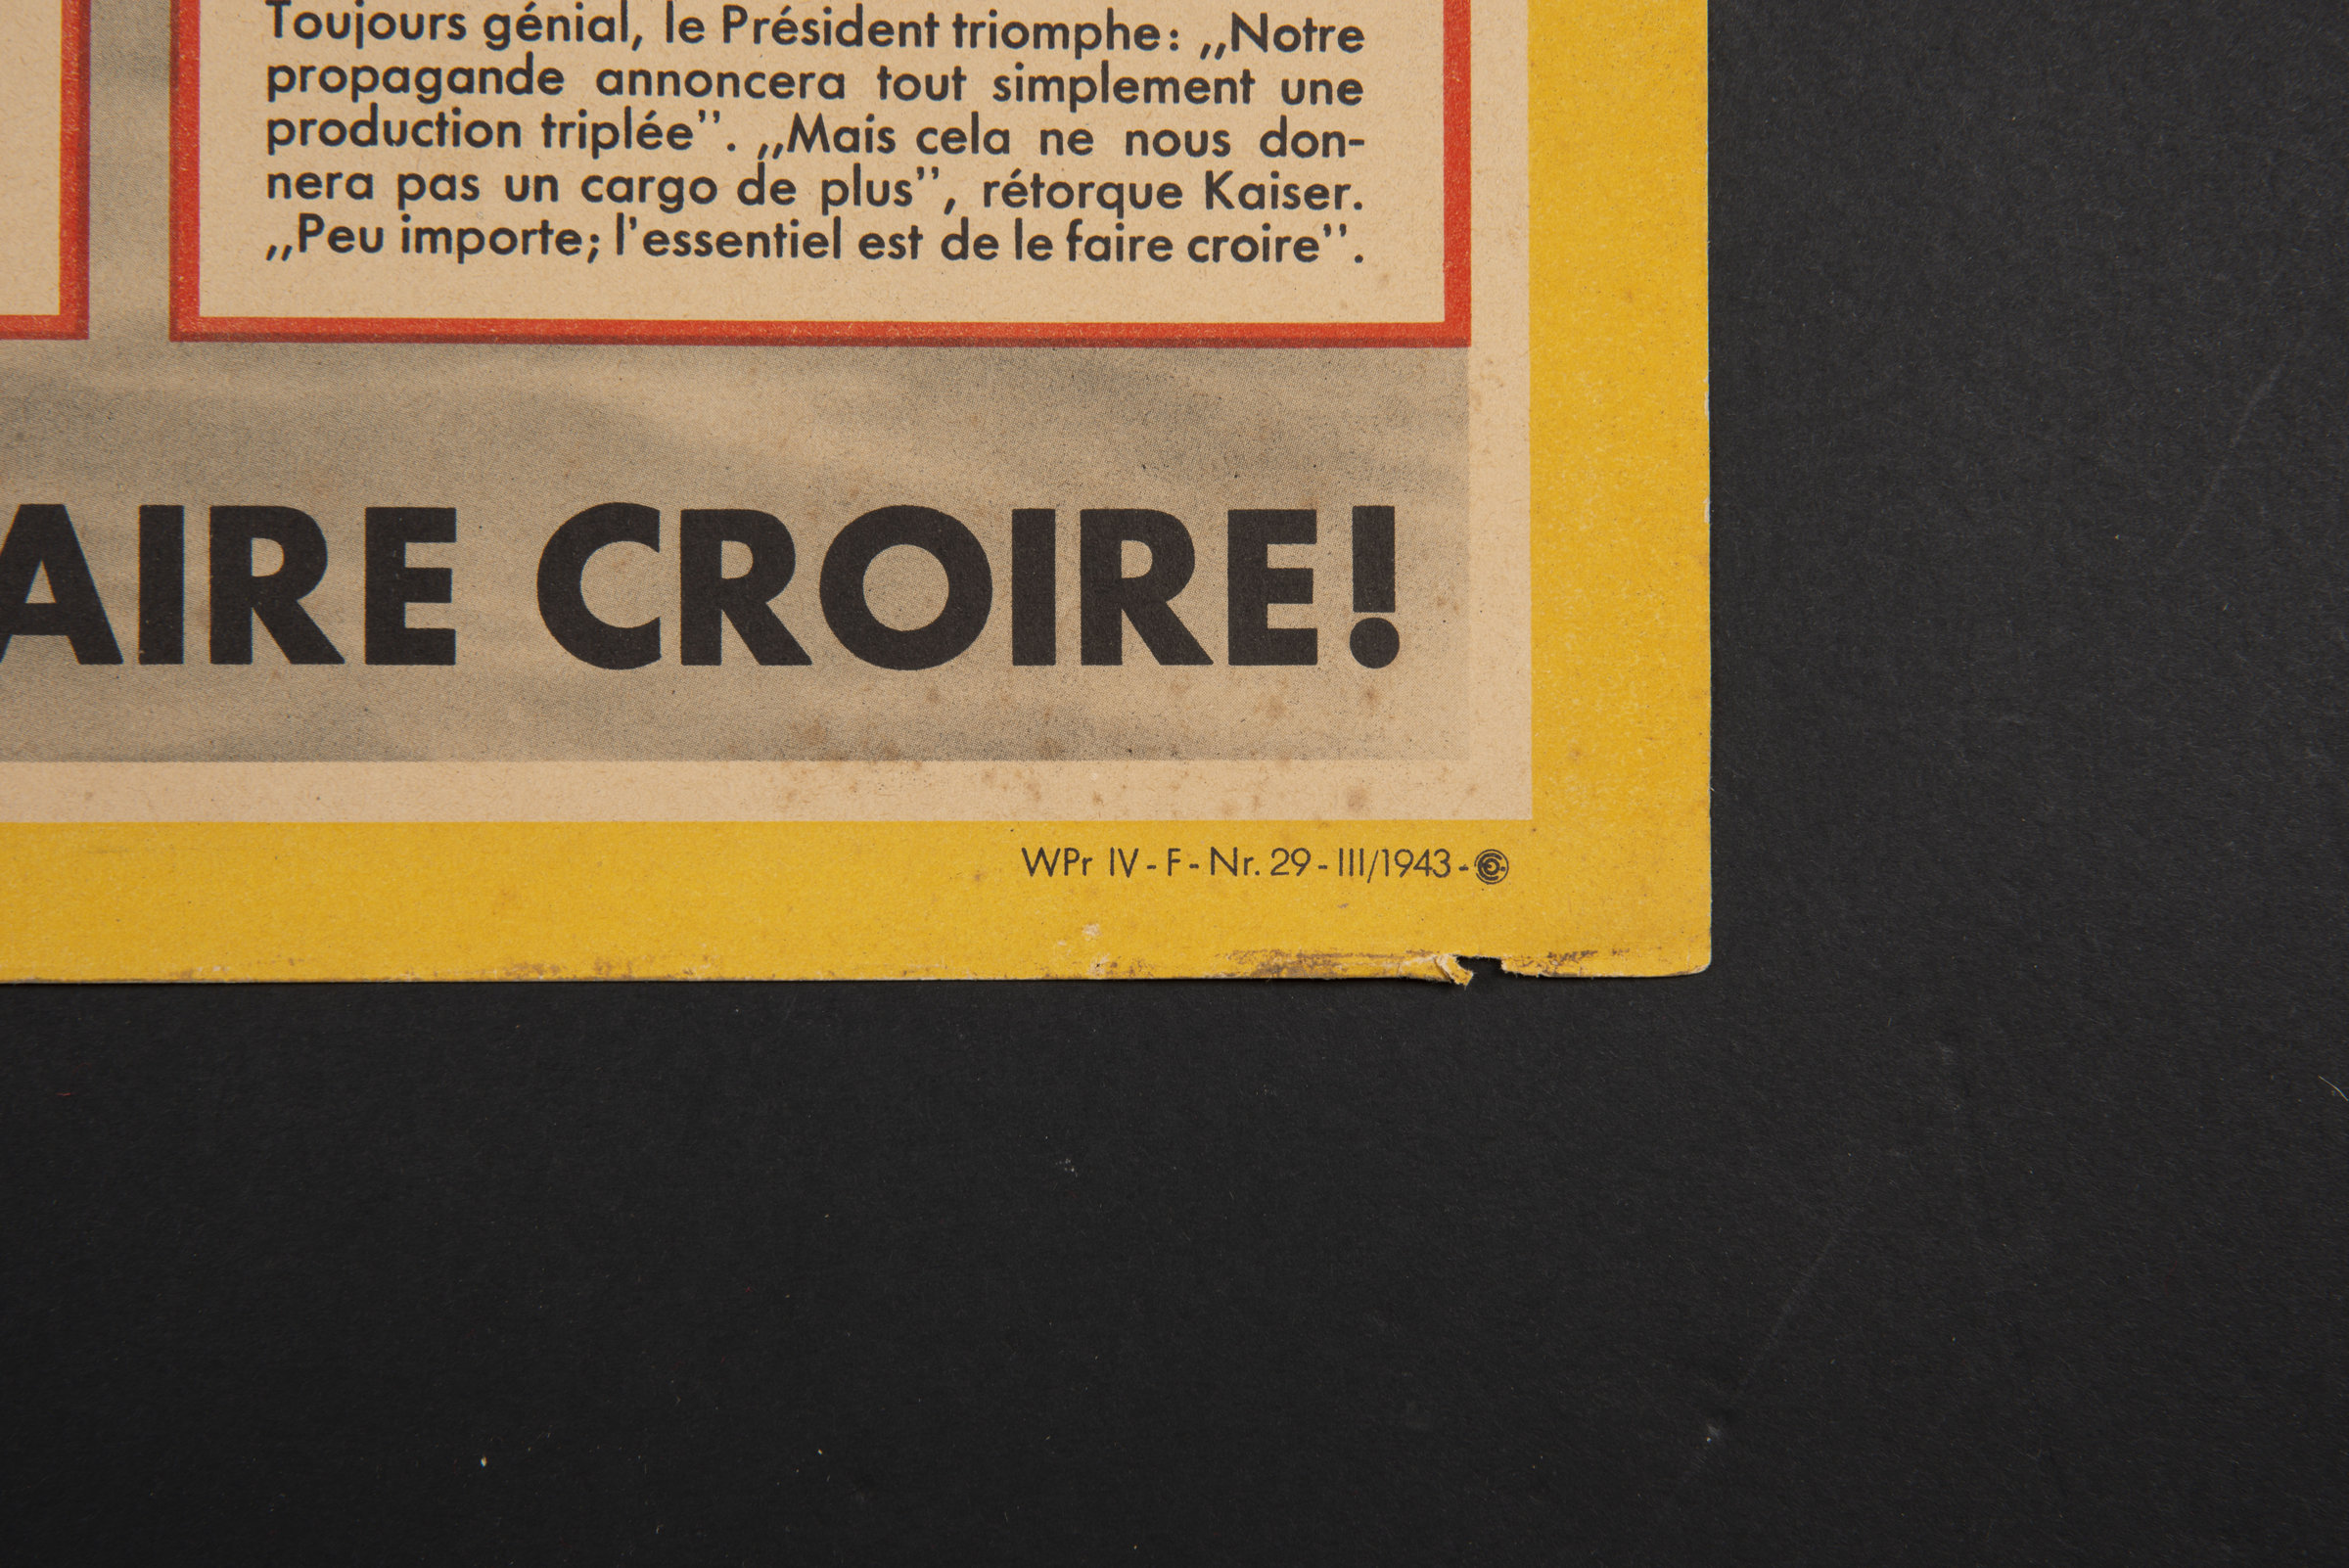 Toujours génial, le Président triomphe: „Notre
propagande annoncera tout simplement une
production triplée”. „Mais cela ne nous don-
nera pas un cargo de plus”, rétorque Kaiser.
„Peu importe; l'essentiel est de le faire croire”.
AIRE CROIRE!
WPr IV - F - Nr. 29 - III/1943 -